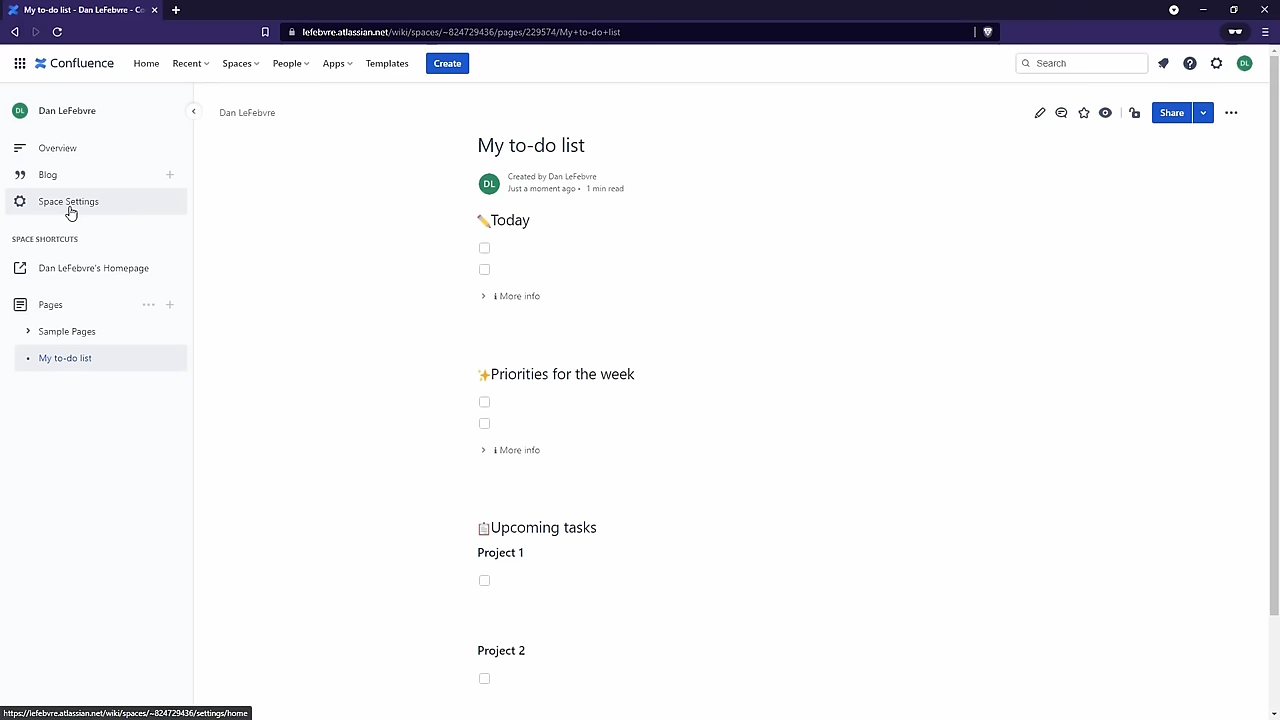 My to-do list - Dan LeFebvre - Co
lefebvre.atlassian.net/wiki/spaces/~824729436/pages/229574/My+to-do+list
Confluence
Home
Recent
Spaces
People
Apps
Templates
Create
Search
DL
DL
Dan LeFebvre
Overview
Blog
Space Settings
SPACE SHORTCUTS
Dan LeFebvre's Homepage
Pages
Sample Pages
My to-do list
Dan LeFebvre
Share
My to-do list
DL
Created by Dan LeFebvre
Just a moment ago • 1 min read
✏️Today
ℹ More info
✨Priorities for the week
ℹ More info
📋Upcoming tasks
Project 1
Project 2
https://lefebvre.atlassian.net/wiki/spaces/~824729436/settings/home